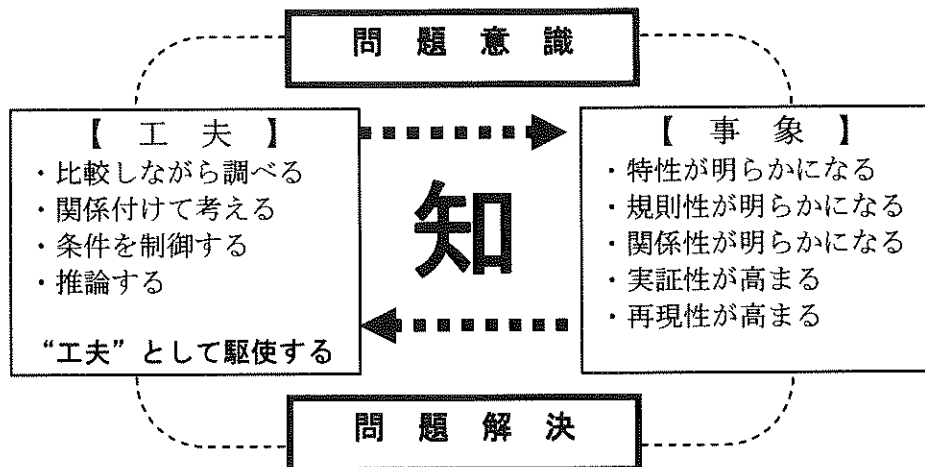 問題意識
【工夫】
・比較しながら調べる
・関係付けて考える
・条件を制御する
・推論する
“工夫”として駆使する
知
【事象】
・特性が明らかになる
・規則性が明らかになる
・関係性が明らかになる
・実証性が高まる
・再現性が高まる
問題解決